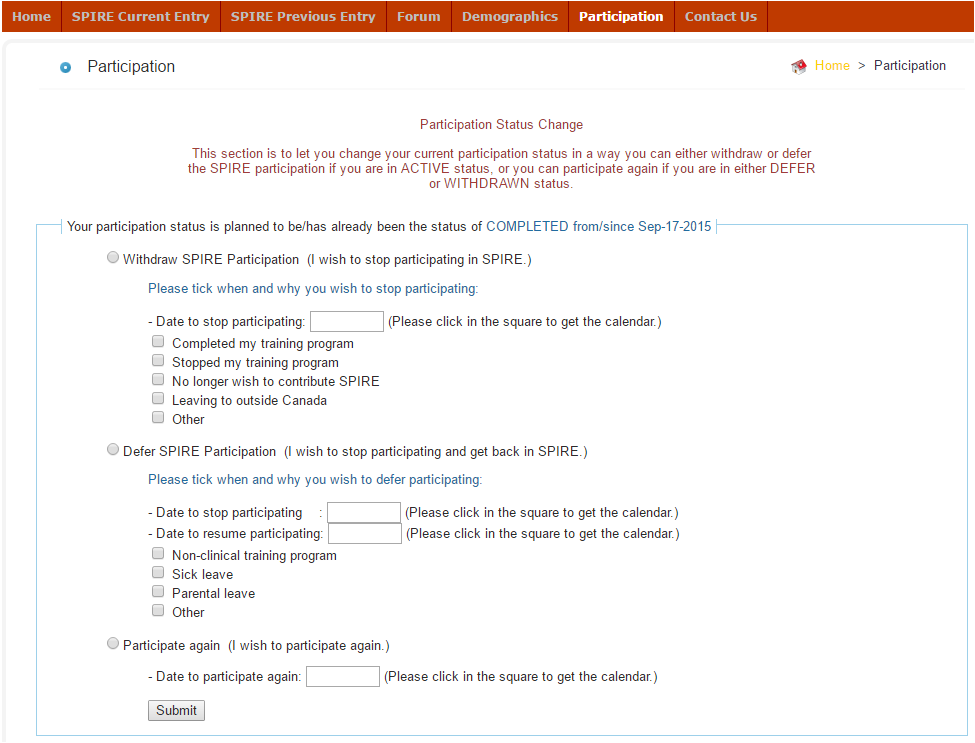 Home SPIRE Current Entry SPIRE Previous Entry Forum Demographics Participation Contact Us
Participation
Home > Participation
Participation Status Change
This section is to let you change your current participation status in a way you can either withdraw or defer
the SPIRE participation if you are in ACTIVE status, or you can participate again if you are in either DEFER
or WITHDRAWN status.
Your participation status is planned to be/has already been the status of COMPLETED from/since Sep-17-2015
Withdraw SPIRE Participation (I wish to stop participating in SPIRE.)
Please tick when and why you wish to stop participating:
- Date to stop participating: (Please click in the square to get the calendar.)
Completed my training program
Stopped my training program
No longer wish to contribute SPIRE
Leaving to outside Canada
Other
Defer SPIRE Participation (I wish to stop participating and get back in SPIRE.)
Please tick when and why you wish to defer participating:
- Date to stop participating : (Please click in the square to get the calendar.)
- Date to resume participating: (Please click in the square to get the calendar.)
Non-clinical training program
Sick leave
Parental leave
Other
Participate again (I wish to participate again.)
- Date to participate again: (Please click in the square to get the calendar.)
Submit